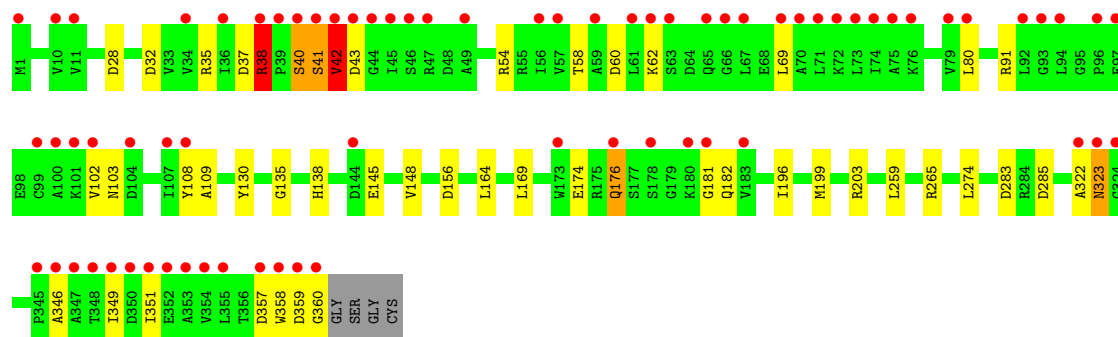 M1 V10 V11 D28 D32 V33 V34 R35 I36 D37 R38 P39 S40 S41 V42 D43 G44 I45 S46 R47 D48 A49 R54 R55 I56 V57 T58 A59 D60 L61 K62 S63 D64 Q65 G66 L67 E68 L69 A70 L71 K72 L73 I74 A75 K76 V79 L80 R91 L92 G93 L94 G95 P96 E97
E98 C99 A100 K101 V102 N103 D104 I107 Y108 A109 Y130 G135 H138 D144 E145 V148 D156 L164 L169 W173 E174 R175 Q176 S177 S178 G179 K180 G181 Q182 V183 I196 M199 R203 L259 R265 L274 D283 R284 D285 A322 N323 G324
P345 A346 A347 T348 I349 D350 I351 E352 A353 V354 L355 T356 D357 W358 D359 G360 GLY SER GLY CYS